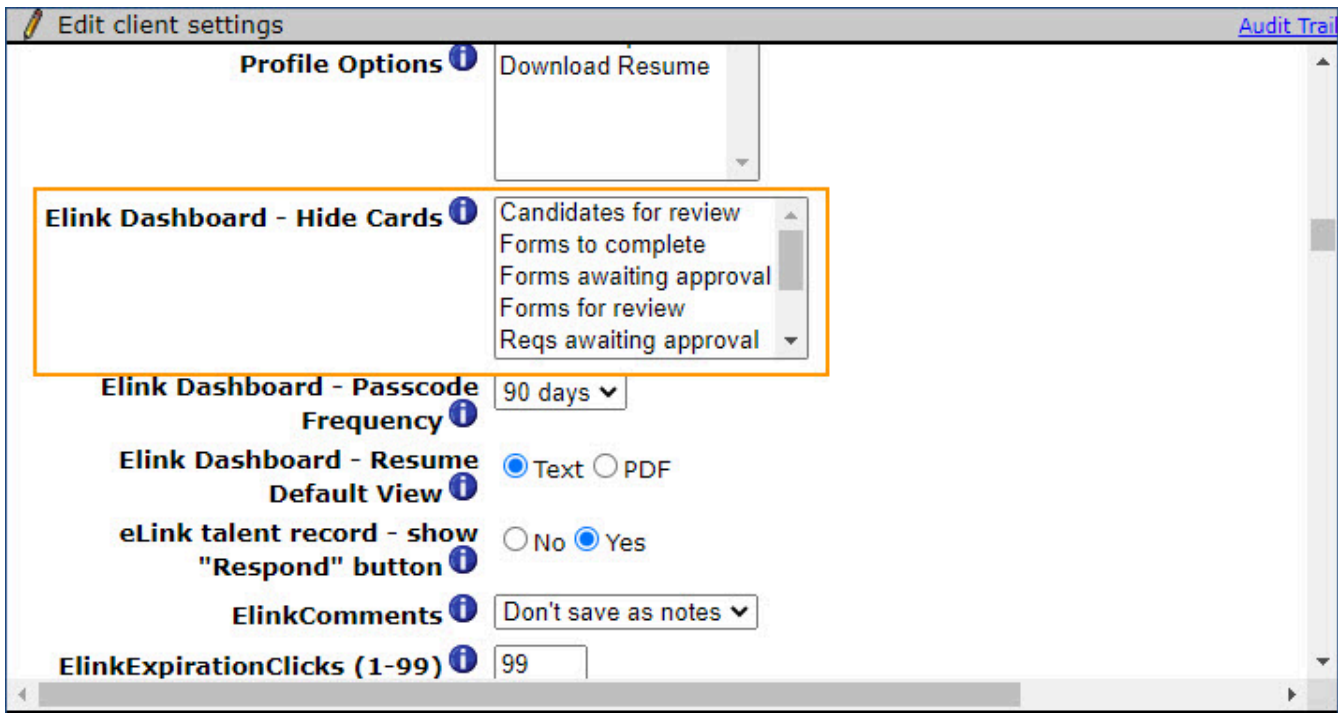 Edit client settings
Audit Trail
Profile Options
Download Resume
Elink Dashboard - Hide Cards
Candidates for review
Forms to complete
Forms awaiting approval
Forms for review
Reqs awaiting approval
Elink Dashboard - Passcode
Frequency
90 days
Elink Dashboard - Resume
Default View
Text PDF
eLink talent record - show
"Respond" button
No Yes
ElinkComments
Don't save as notes
ElinkExpirationClicks (1-99)
99